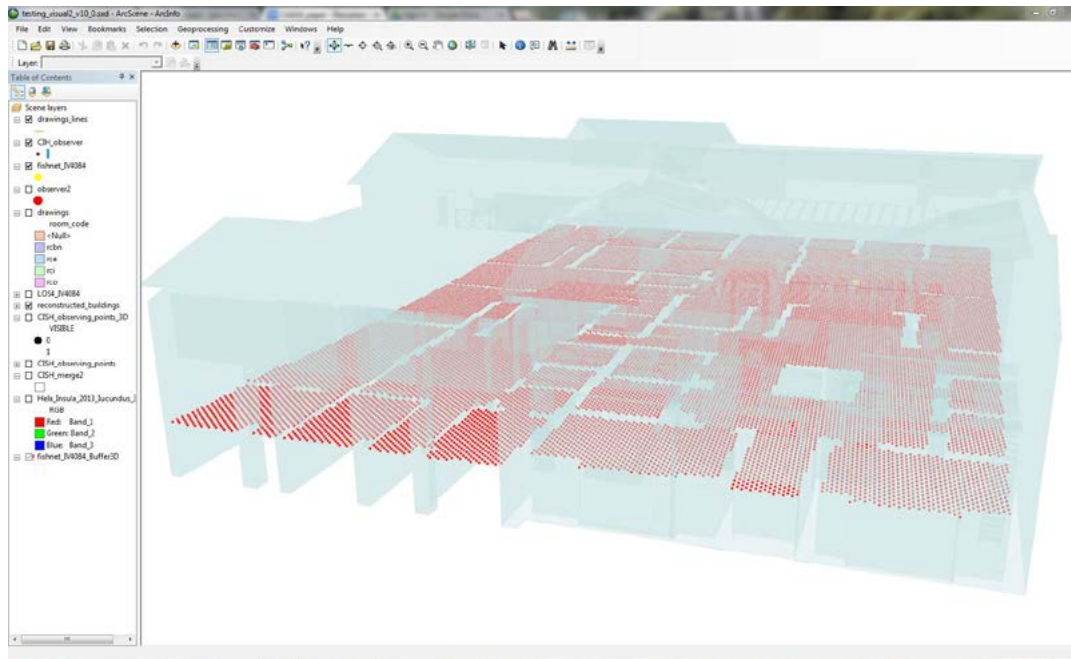 testing_visual2_v10_0.sxd - ArcScene - ArcInfo
File Edit View Bookmarks Selection Geoprocessing Customize Windows Help
Layer:
Table of Contents
Scene layers
drawings_lines
CIH_observer
fishnet_IV4084
observer2
drawings
room_code
<Null>
rcbn
rce
rci
rco
LOS4_IV4084
reconstructed_buildings
CISH_observing_points_3D
VISIBLE
0
1
CISH_observing_points
CISH_merge2
RGB
Red: Band_1
Green: Band_2
Blue: Band_3
fishnet_IV4084_Buffer3D